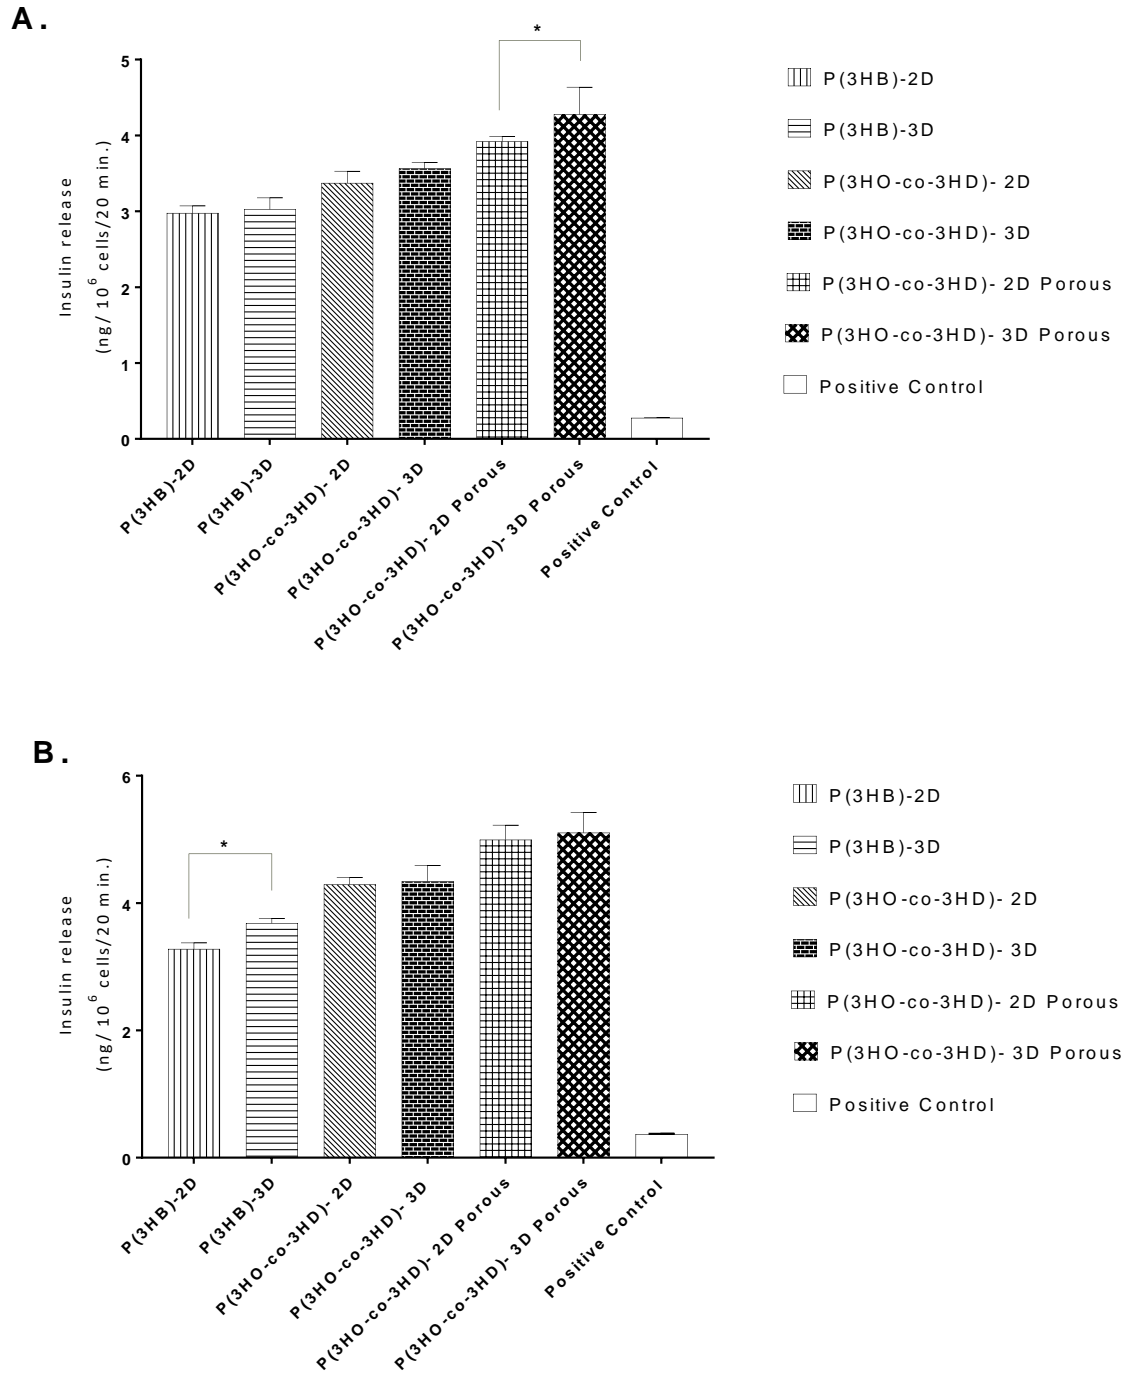 A.
*
5
4
3
2
1
0
Insulin release
(ng/10^6 cells/20 min.)
P(3HB)-2D
P(3HB)-3D
P(3HO-co-3HD)- 2D
P(3HO-co-3HD)- 3D
P(3HO-co-3HD)- 2D Porous
P(3HO-co-3HD)- 3D Porous
Positive Control
P(3HB)-2D
P(3HB)-3D
P(3HO-co-3HD)- 2D
P(3HO-co-3HD)- 3D
P(3HO-co-3HD)- 2D Porous
P(3HO-co-3HD)- 3D Porous
Positive Control
B.
*
6
4
2
0
Insulin release
(ng/10^6 cells/20 min.)
P(3HB)-2D
P(3HB)-3D
P(3HO-co-3HD)- 2D
P(3HO-co-3HD)- 3D
P(3HO-co-3HD)- 2D Porous
P(3HO-co-3HD)- 3D Porous
Positive Control
P(3HB)-2D
P(3HB)-3D
P(3HO-co-3HD)- 2D
P(3HO-co-3HD)- 3D
P(3HO-co-3HD)- 2D Porous
P(3HO-co-3HD)- 3D Porous
Positive Control